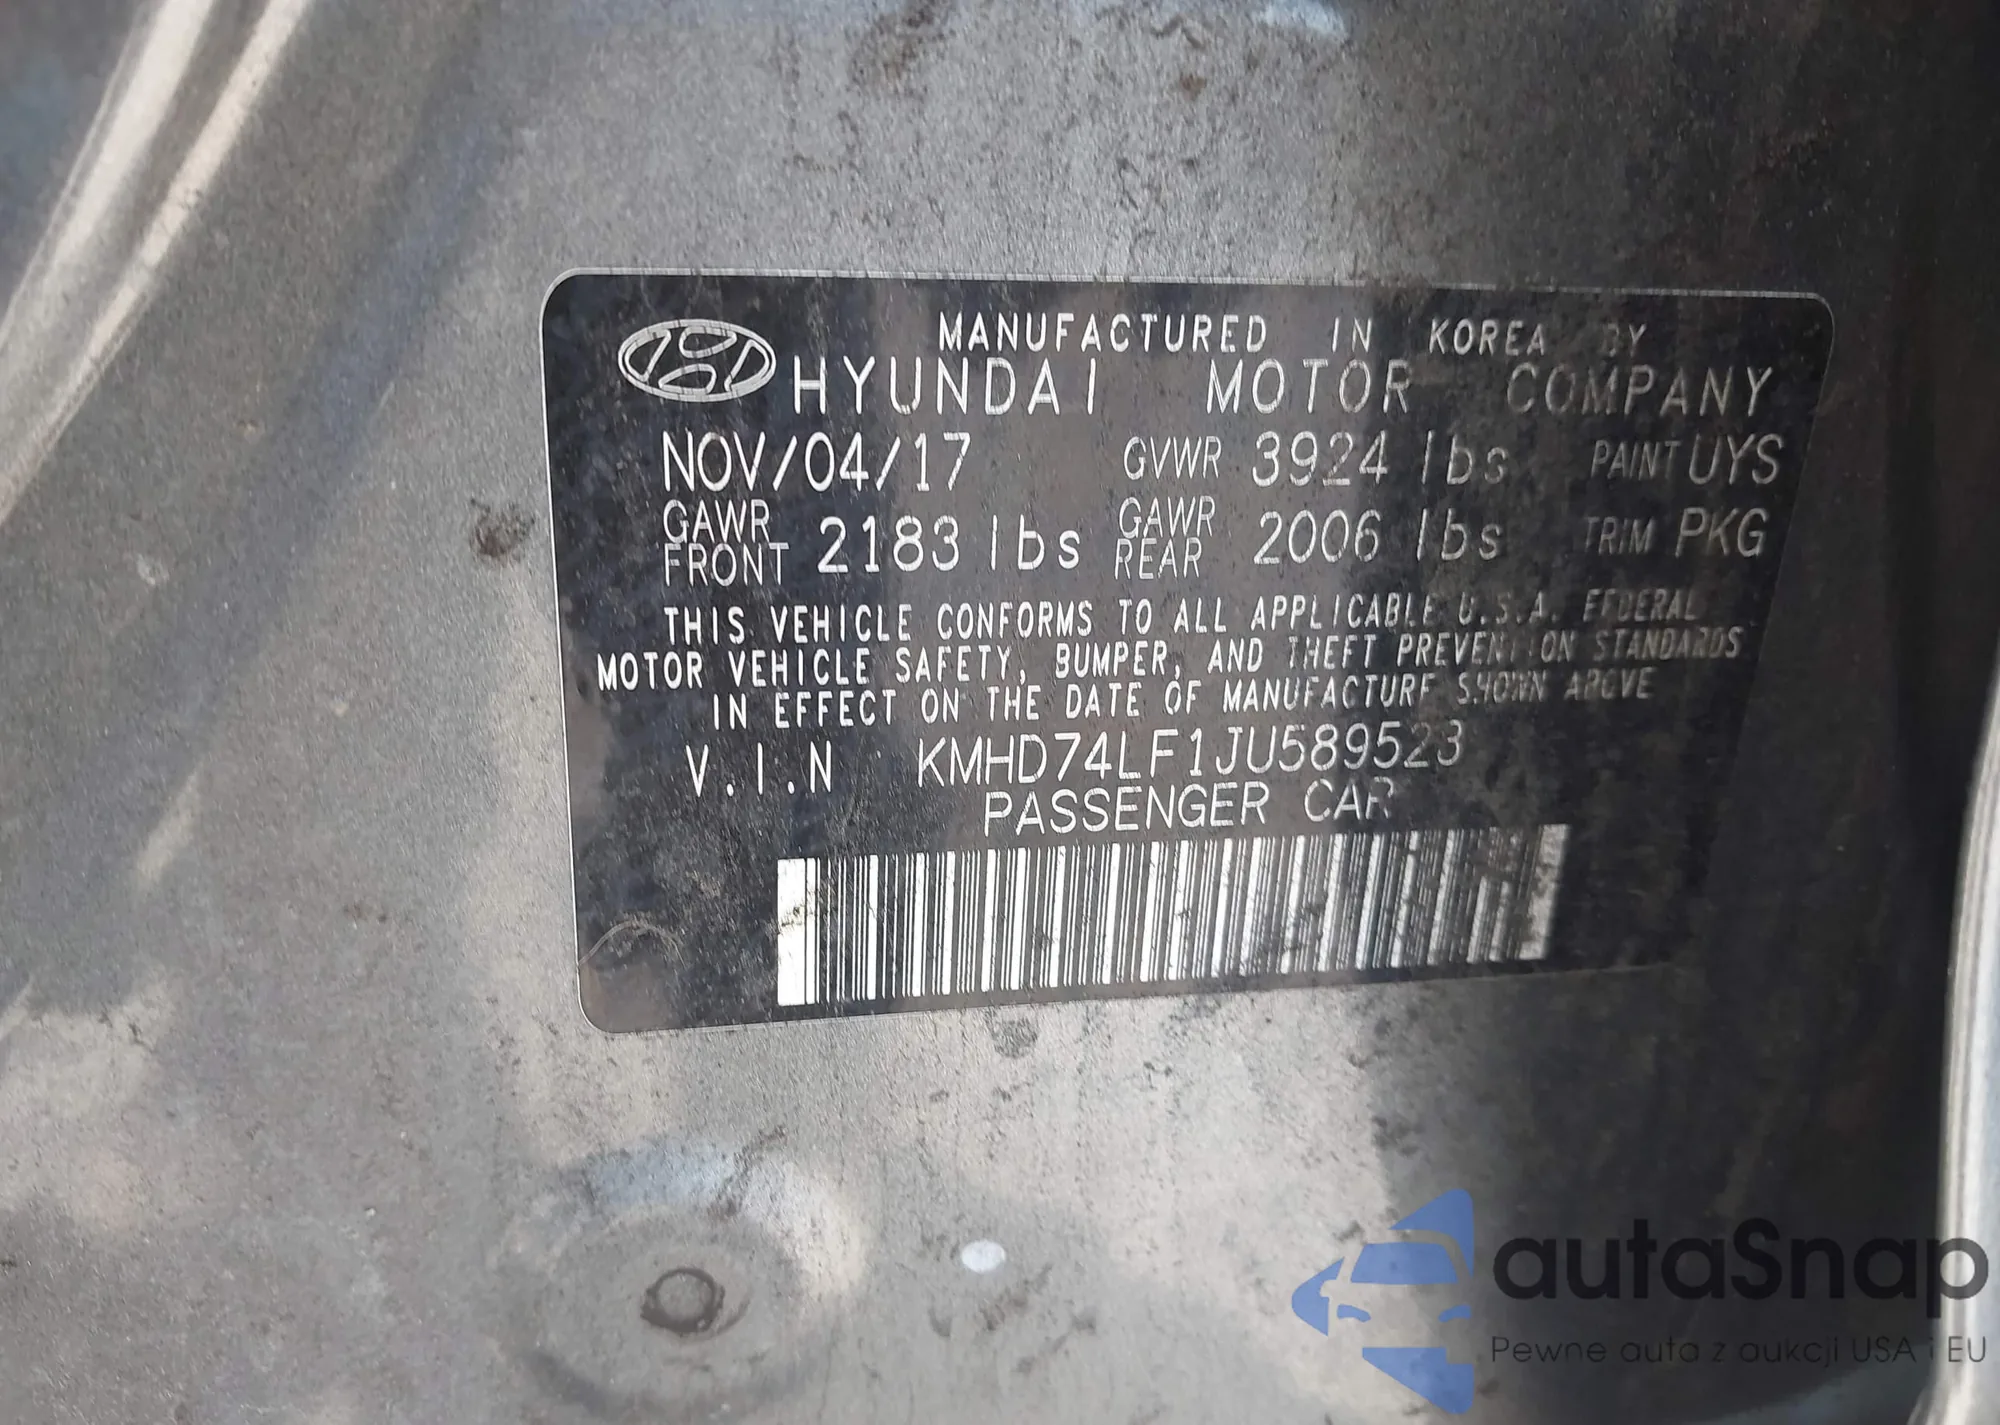 MANUFACTURED IN KOREA BY
HYUNDAI MOTOR COMPANY
NOV/04/17 GVWR 3924 lbs PAINT UYS
GAWR FRONT 2183 lbs GAWR REAR 2006 lbs TRIM PKG
THIS VEHICLE CONFORMS TO ALL APPLICABLE U.S.A. FEDERAL
MOTOR VEHICLE SAFETY, BUMPER, AND THEFT PREVENTION STANDARDS
IN EFFECT ON THE DATE OF MANUFACTURE SHOWN ABOVE
V.I.N KMHD74LF1JU589523
PASSENGER CAR
autaSnap
Pewne auta z aukcji USA i EU